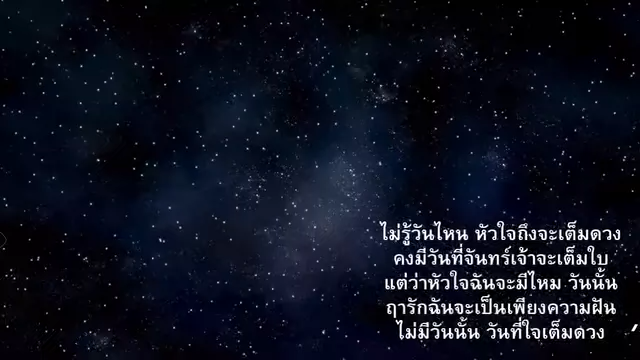 ไม่รู้วันไหน หัวใจถึงจะเต็มดวง
คงมีวันที่จันทร์เจ้าจะเต็มใบ
แต่ว่าหัวใจฉันจะมีไหม วันนั้น
ฤารักฉันจะเป็นเพียงความฝัน
ไม่มีวันนั้น วันที่ใจเต็มดวง